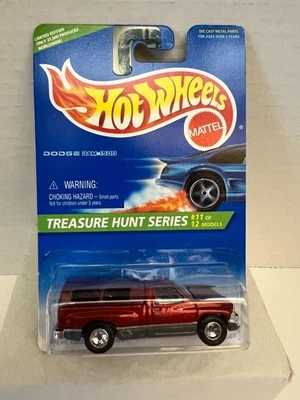 LIMITED EDITION
ONLY 25,000 PRODUCED
WORLDWIDE!
DIE CAST METAL PARTS
FOR AGES OVER 3 YEARS
HOT WHEELS
MATTEL
DODGE RAM 1500
⚠ WARNING:
CHOKING HAZARD – Small parts.
Not for children under 3 years.
TREASURE HUNT SERIES #11 OF
12 MODELS